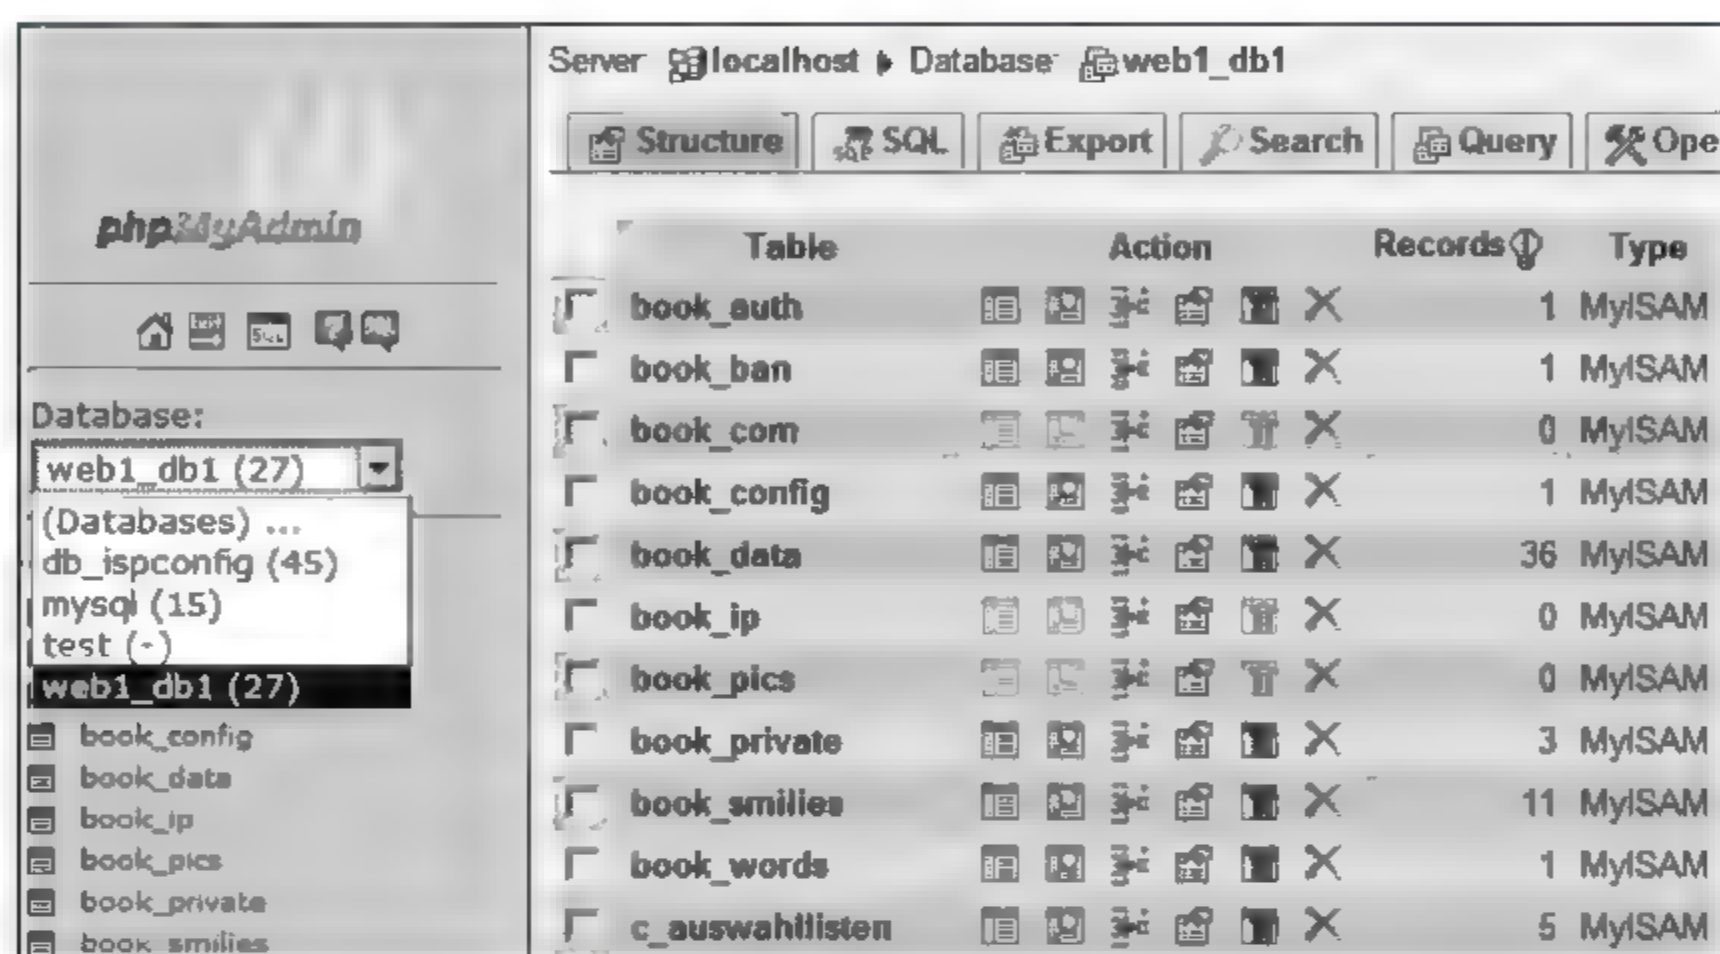 Server localhost Database web1_db1
Structure SQL Export Search Query Ope
phpMyAdmin
Database:
web1_db1 (27)
(Databases) ...
db_ispconfig (45)
mysql (15)
test (-)
web1_db1 (27)
book_config
book_data
book_ip
book_pics
book_private
book_smilies
Table Action Records Type
book_auth 1 MyISAM
book_ban 1 MyISAM
book_com 0 MyISAM
book_config 1 MyISAM
book_data 36 MyISAM
book_ip 0 MyISAM
book_pics 0 MyISAM
book_private 3 MyISAM
book_smilies 11 MyISAM
book_words 1 MyISAM
c_auswahllisten 5 MyISAM